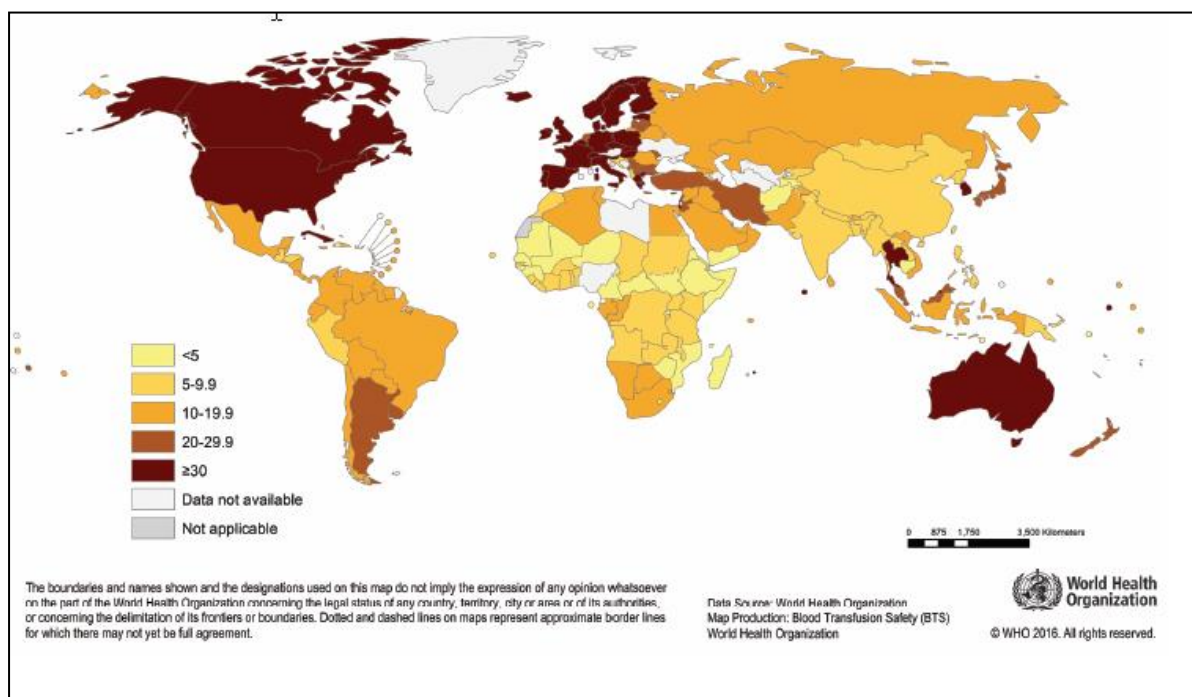 <5
5-9.9
10-19.9
20-29.9
≥30
Data not available
Not applicable
0 875 1,750 3,500 Kilometers
The boundaries and names shown and the designations used on this map do not imply the expression of any opinion whatsoever
on the part of the World Health Organization concerning the legal status of any country, territory, city or area or of its authorities,
or concerning the delimitation of its frontiers or boundaries. Dotted and dashed lines on maps represent approximate border lines
for which there may not yet be full agreement.
Data Source: World Health Organization
Map Production: Blood Transfusion Safety (BTS)
World Health Organization
World Health
Organization
© WHO 2016. All rights reserved.